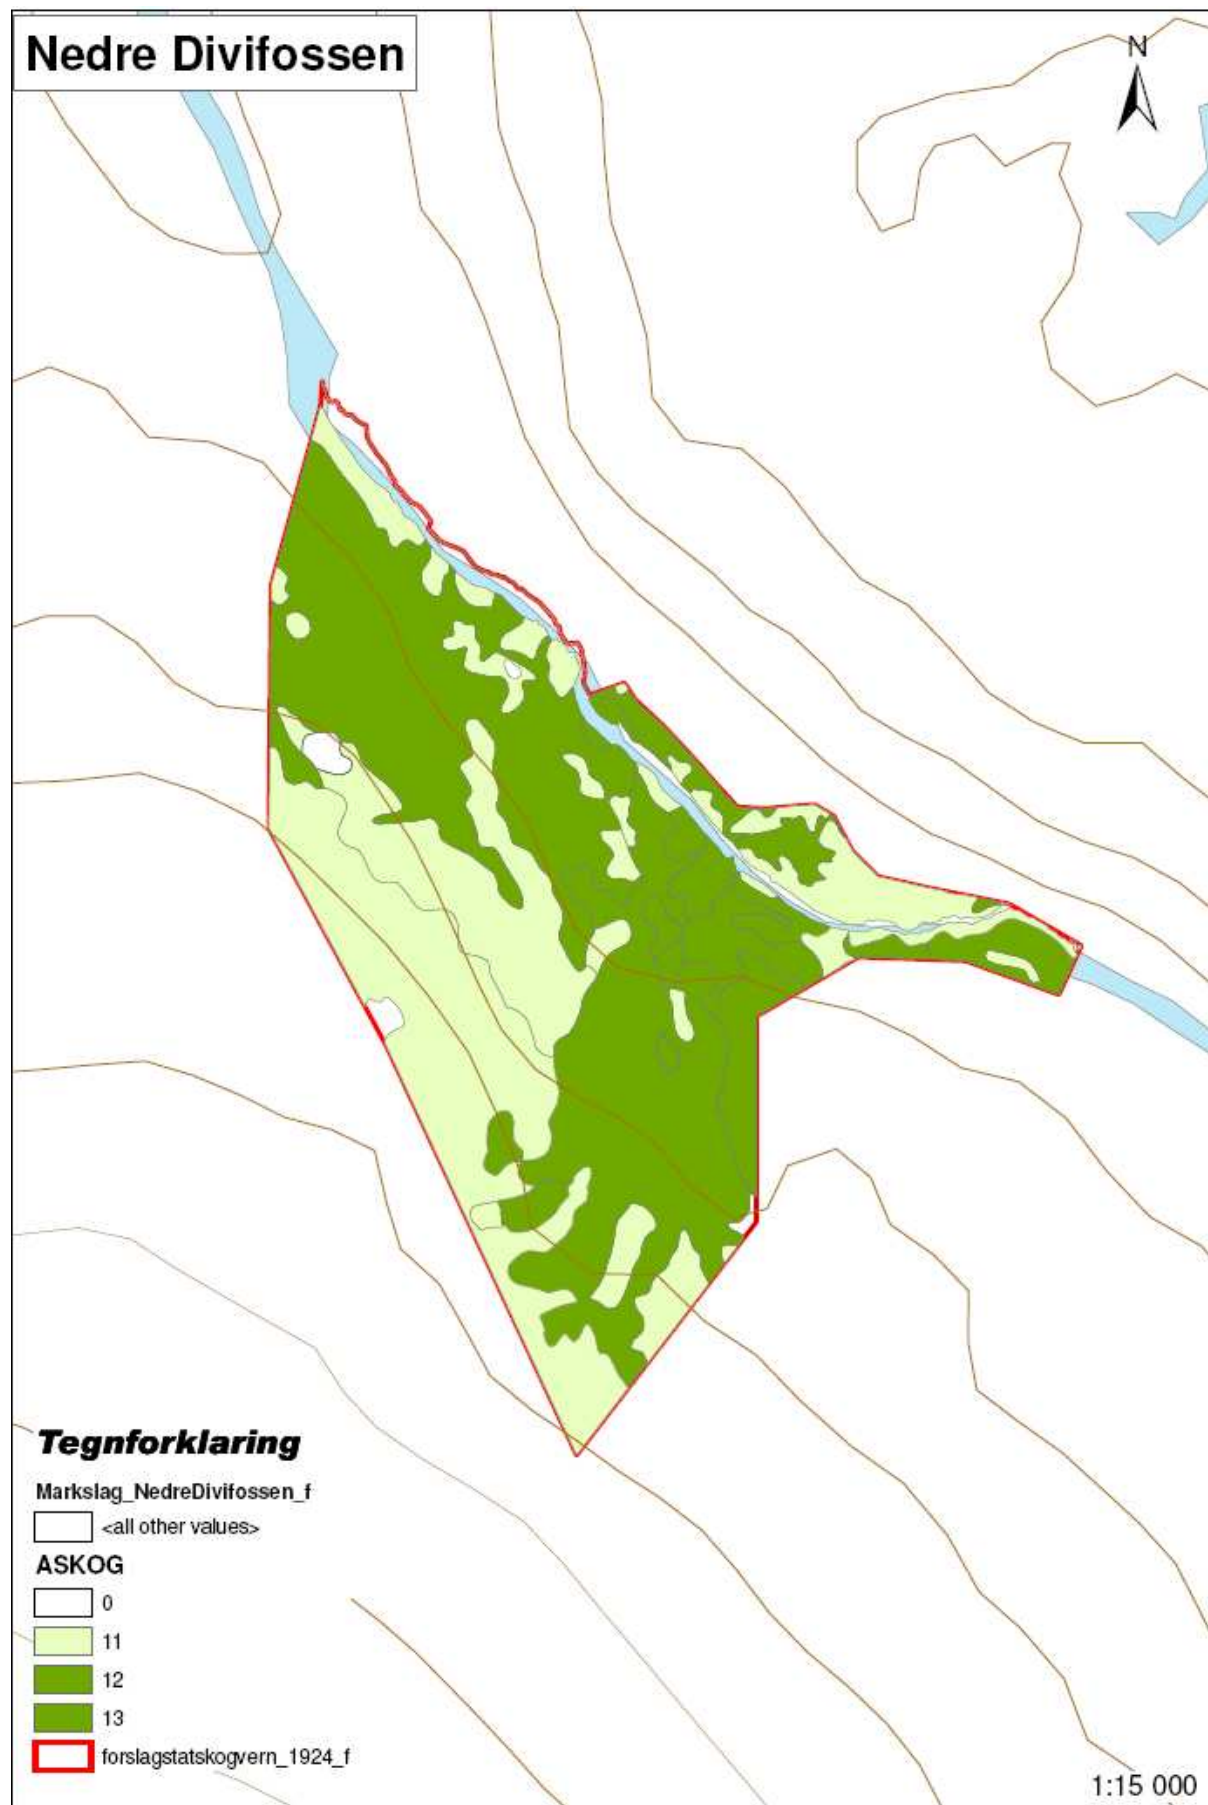 Nedre Divifossen
N
Tegnforklaring
Markslag_NedreDivifossen_f
<all other values>
ASKOG
0
11
12
13
forslagstatskogvern_1924_f
1:15 000